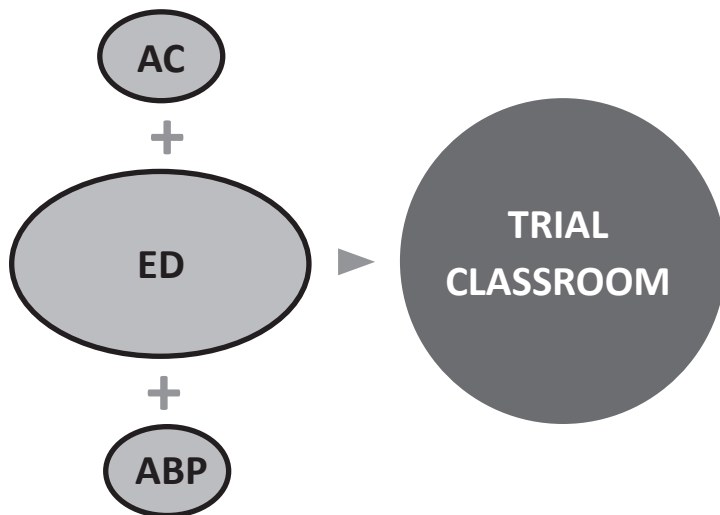 AC
+
ED
+
ABP
TRIAL
CLASSROOM